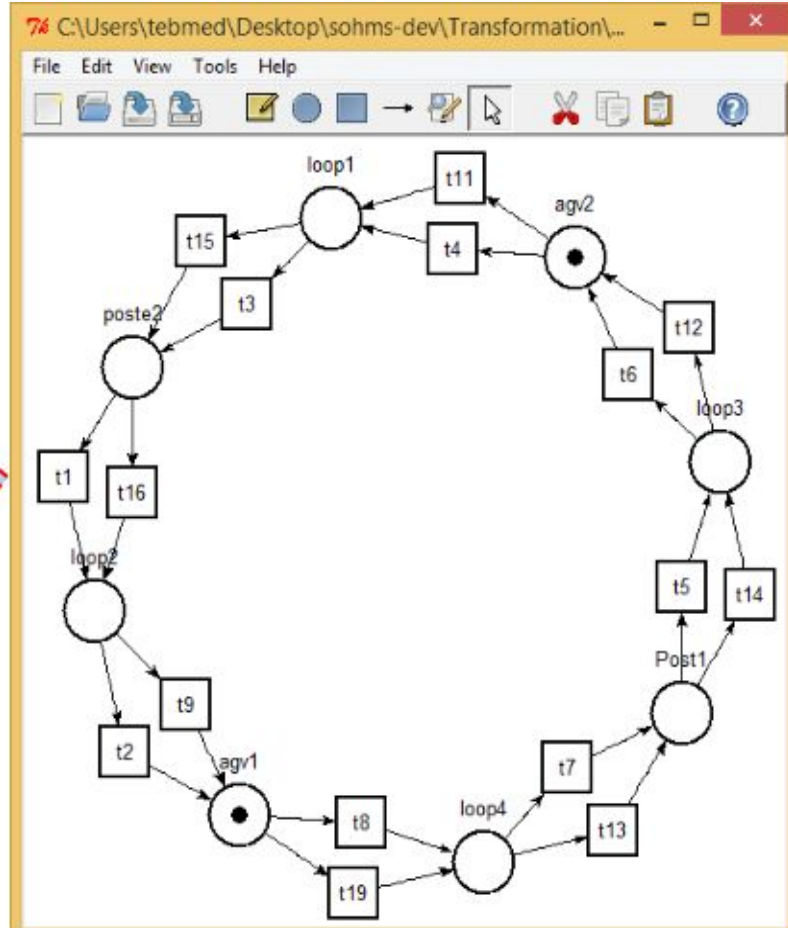 C:\Users\tebmed\Desktop\sohms-dev\Transformation\...
File Edit View Tools Help
loop1
t11
agv2
t15
t4
t3
poste2
t12
t6
loop3
t1
t16
loop2
t5
t14
Post1
t9
t2
agv1
t7
loop4
t8
t13
t19